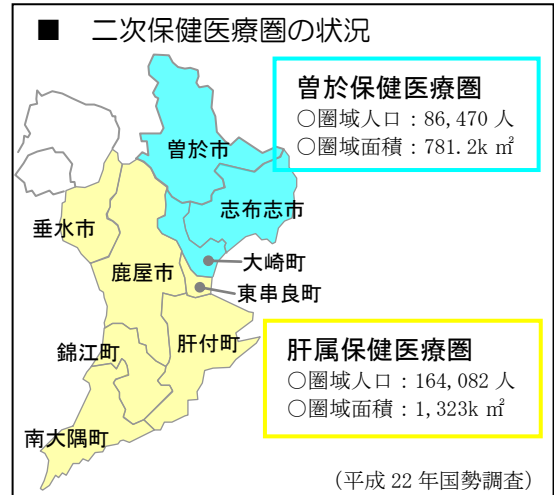 ■ 二次保健医療圏の状況
曽於保健医療圏
○圏域人口：86,470 人
○圏域面積：781.2k ㎡
曽於市
志布志市
垂水市
大崎町
鹿屋市
東串良町
肝付町
錦江町
南大隅町
肝属保健医療圏
○圏域人口：164,082 人
○圏域面積：1,323k ㎡
（平成 22 年国勢調査）